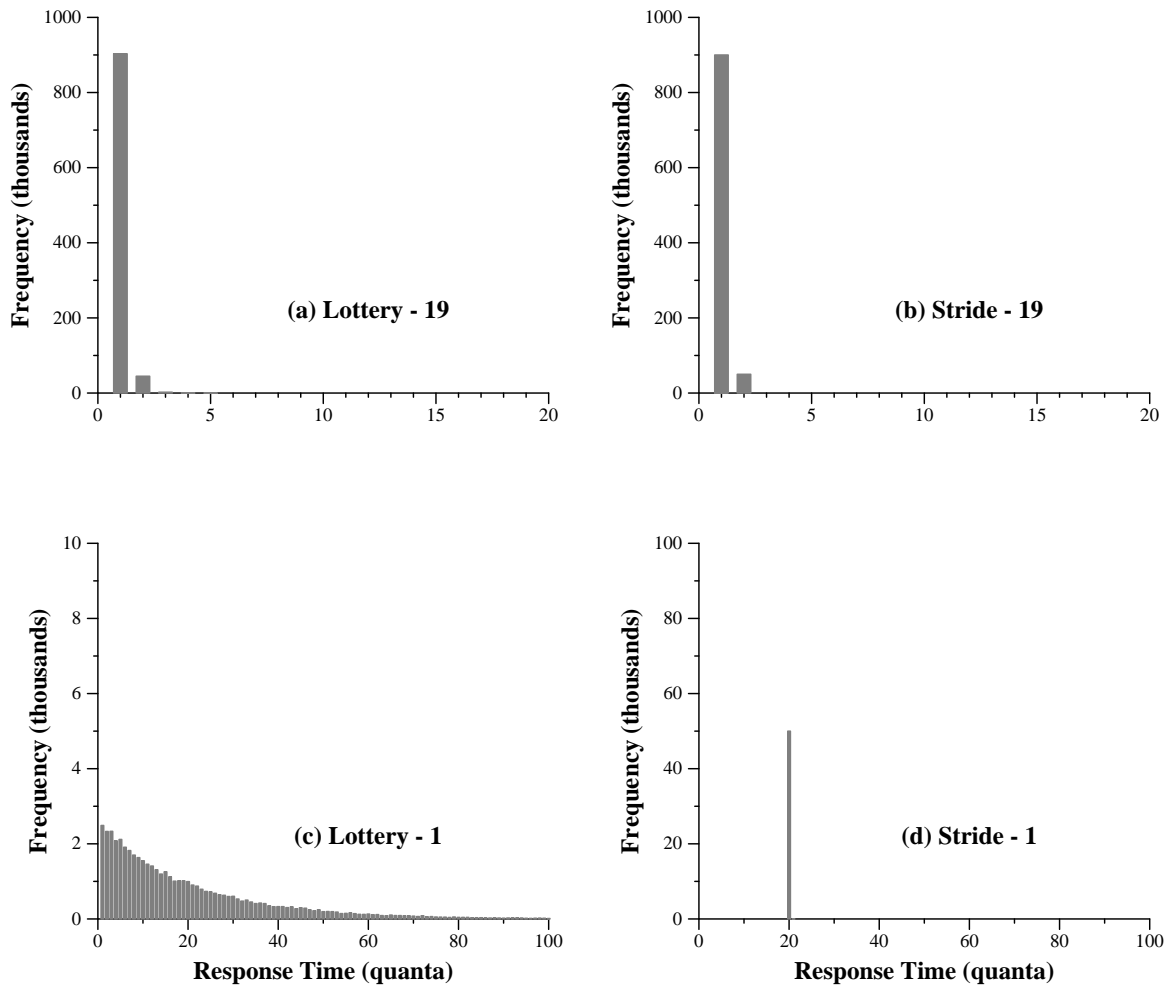 1000
800
600
400
200
0
Frequency (thousands)
0 5 10 15 20
(a) Lottery - 19
1000
800
600
400
200
0
Frequency (thousands)
0 5 10 15 20
(b) Stride - 19
10
8
6
4
2
0
Frequency (thousands)
0 20 40 60 80 100
Response Time (quanta)
(c) Lottery - 1
100
80
60
40
20
0
Frequency (thousands)
0 20 40 60 80 100
Response Time (quanta)
(d) Stride - 1